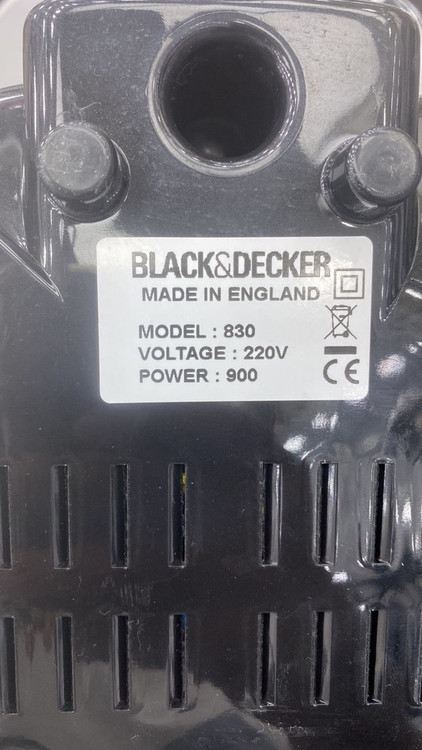 BLACK&DECKER
MADE IN ENGLAND
MODEL : 830
VOLTAGE : 220V
POWER : 900
CE